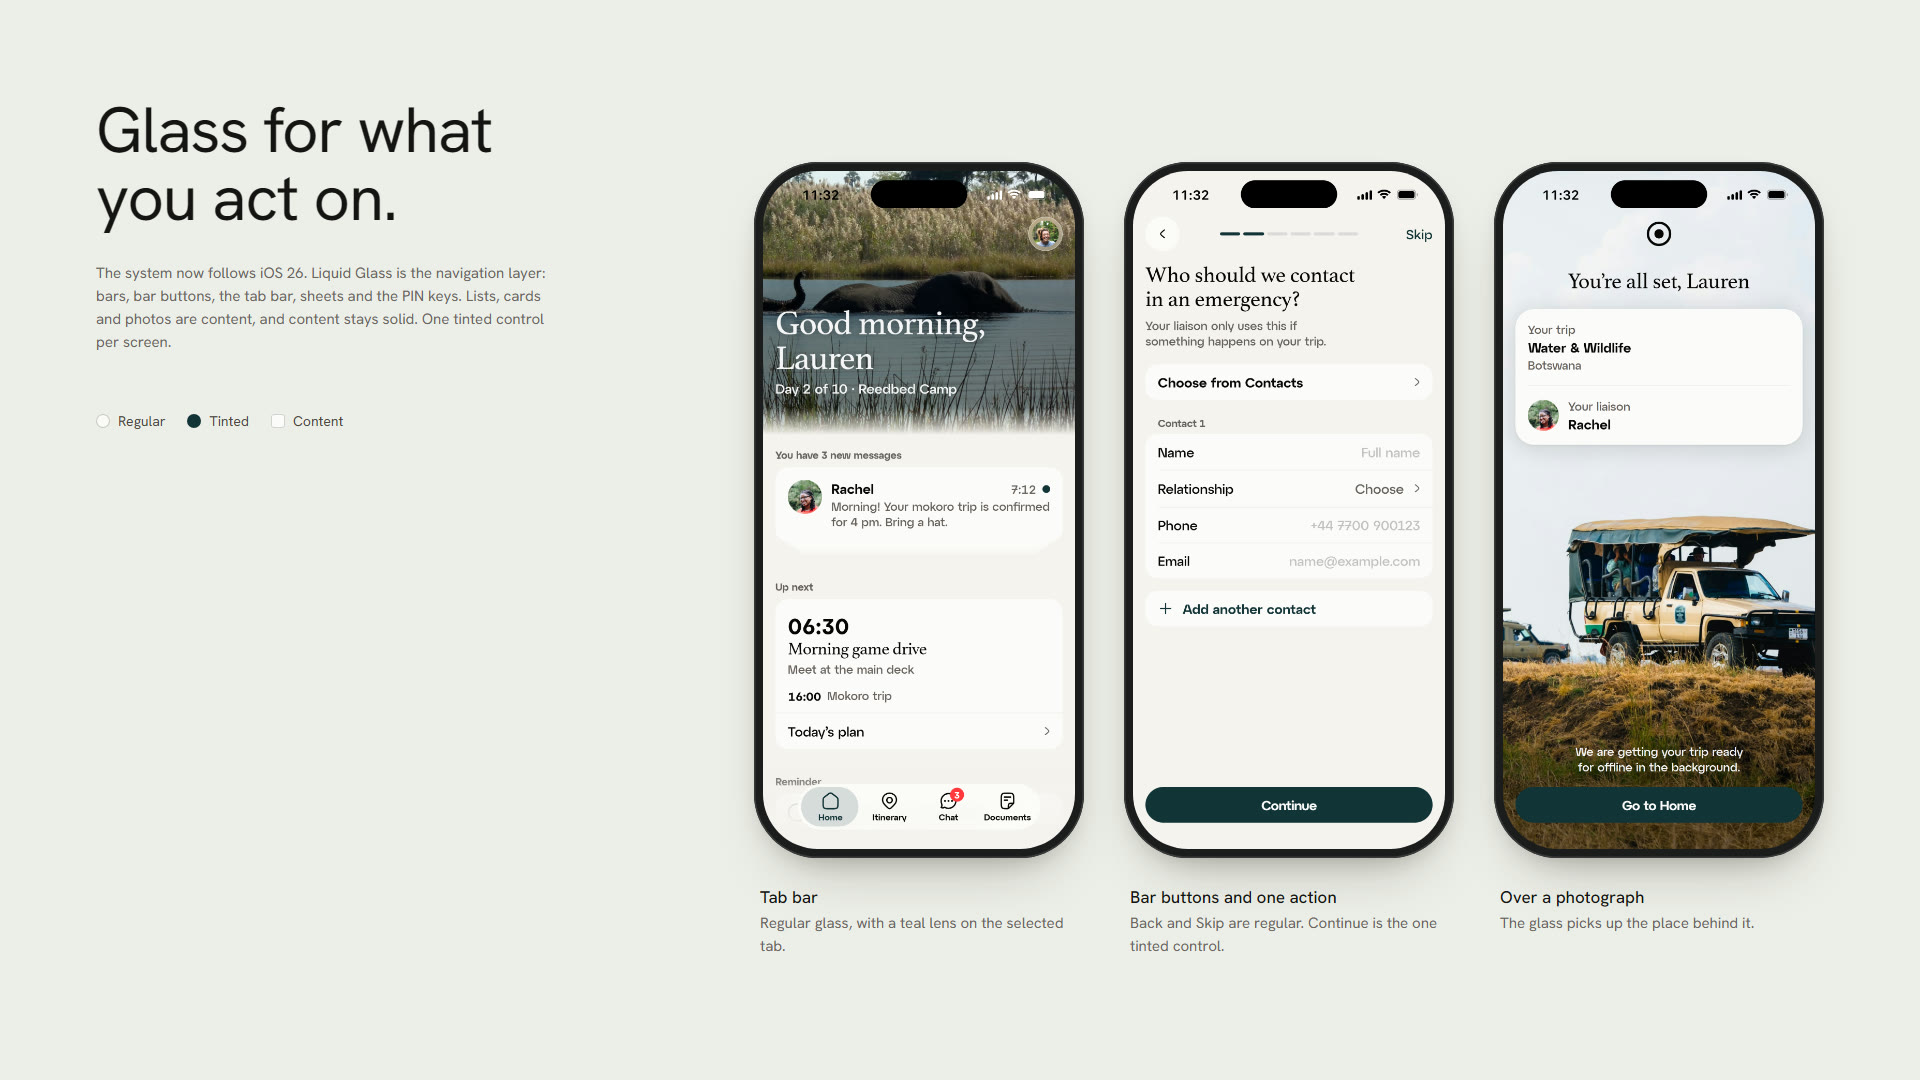 Glass for what
you act on.
The system now follows iOS 26. Liquid Glass is the navigation layer:
bars, bar buttons, the tab bar, sheets and the PIN keys. Lists, cards
and photos are content, and content stays solid. One tinted control
per screen.
Regular
Tinted
Content
11:32
Good morning,
Lauren
Day 2 of 10 · Reedbed Camp
You have 3 new messages
Rachel
7:12
Morning! Your mokoro trip is confirmed
for 4 pm. Bring a hat.
Up next
06:30
Morning game drive
Meet at the main deck
16:00 Mokoro trip
Today's plan
Reminder
3
Home
Itinerary
Chat
Documents
Tab bar
Regular glass, with a teal lens on the selected
tab.
11:32
Skip
Who should we contact
in an emergency?
Your liaison only uses this if
something happens on your trip.
Choose from Contacts
Contact 1
Name
Full name
Relationship
Choose
Phone
+44 7700 900123
Email
name@example.com
Add another contact
Continue
Bar buttons and one action
Back and Skip are regular. Continue is the one
tinted control.
11:32
You're all set, Lauren
Your trip
Water & Wildlife
Botswana
Your liaison
Rachel
We are getting your trip ready
for offline in the background.
Go to Home
Over a photograph
The glass picks up the place behind it.